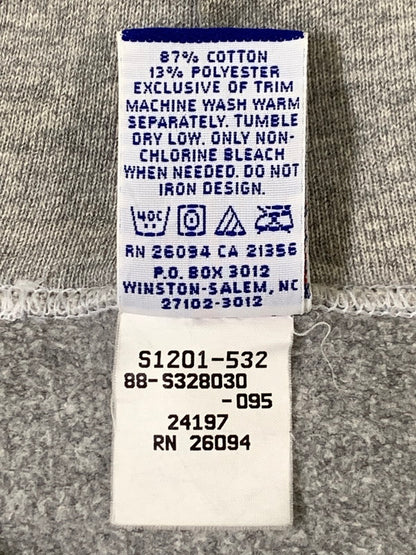 87% COTTON
13% POLYESTER
EXCLUSIVE OF TRIM
MACHINE WASH WARM
SEPARATELY. TUMBLE
DRY LOW. ONLY NON-
CHLORINE BLEACH
WHEN NEEDED. DO NOT
IRON DESIGN.
40C
RN 26094 CA 21356
P.O. BOX 3012
WINSTON-SALEM, NC
27102-3012
S1201-532
88-S328030
-095
24197
RN 26094